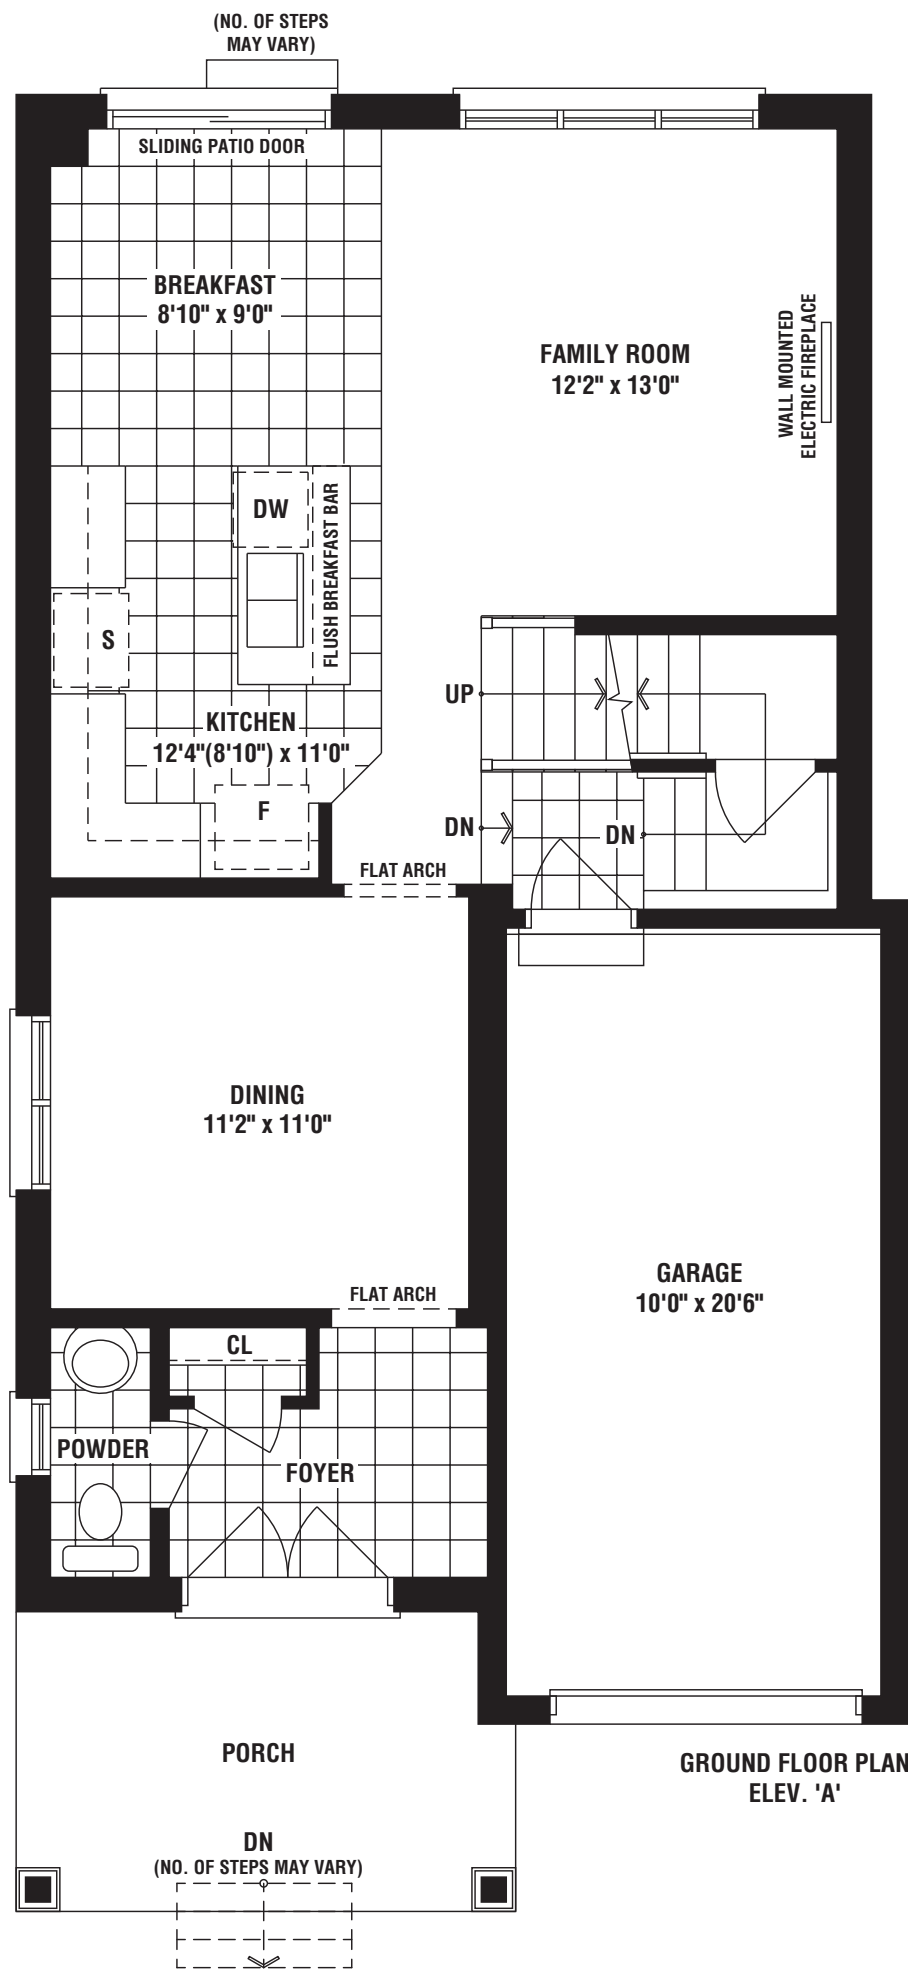 (NO. OF STEPS
MAY VARY)
SLIDING PATIO DOOR
BREAKFAST
8'10" x 9'0"
FAMILY ROOM
12'2" x 13'0"
WALL MOUNTED
ELECTRIC FIREPLACE
DW
FLUSH BREAKFAST BAR
S
UP
KITCHEN
12'4"(8'10") x 11'0"
F
DN
DN
FLAT ARCH
DINING
11'2" x 11'0"
GARAGE
10'0" x 20'6"
FLAT ARCH
CL
POWDER
FOYER
PORCH
GROUND FLOOR PLAN
ELEV. 'A'
DN
(NO. OF STEPS MAY VARY)